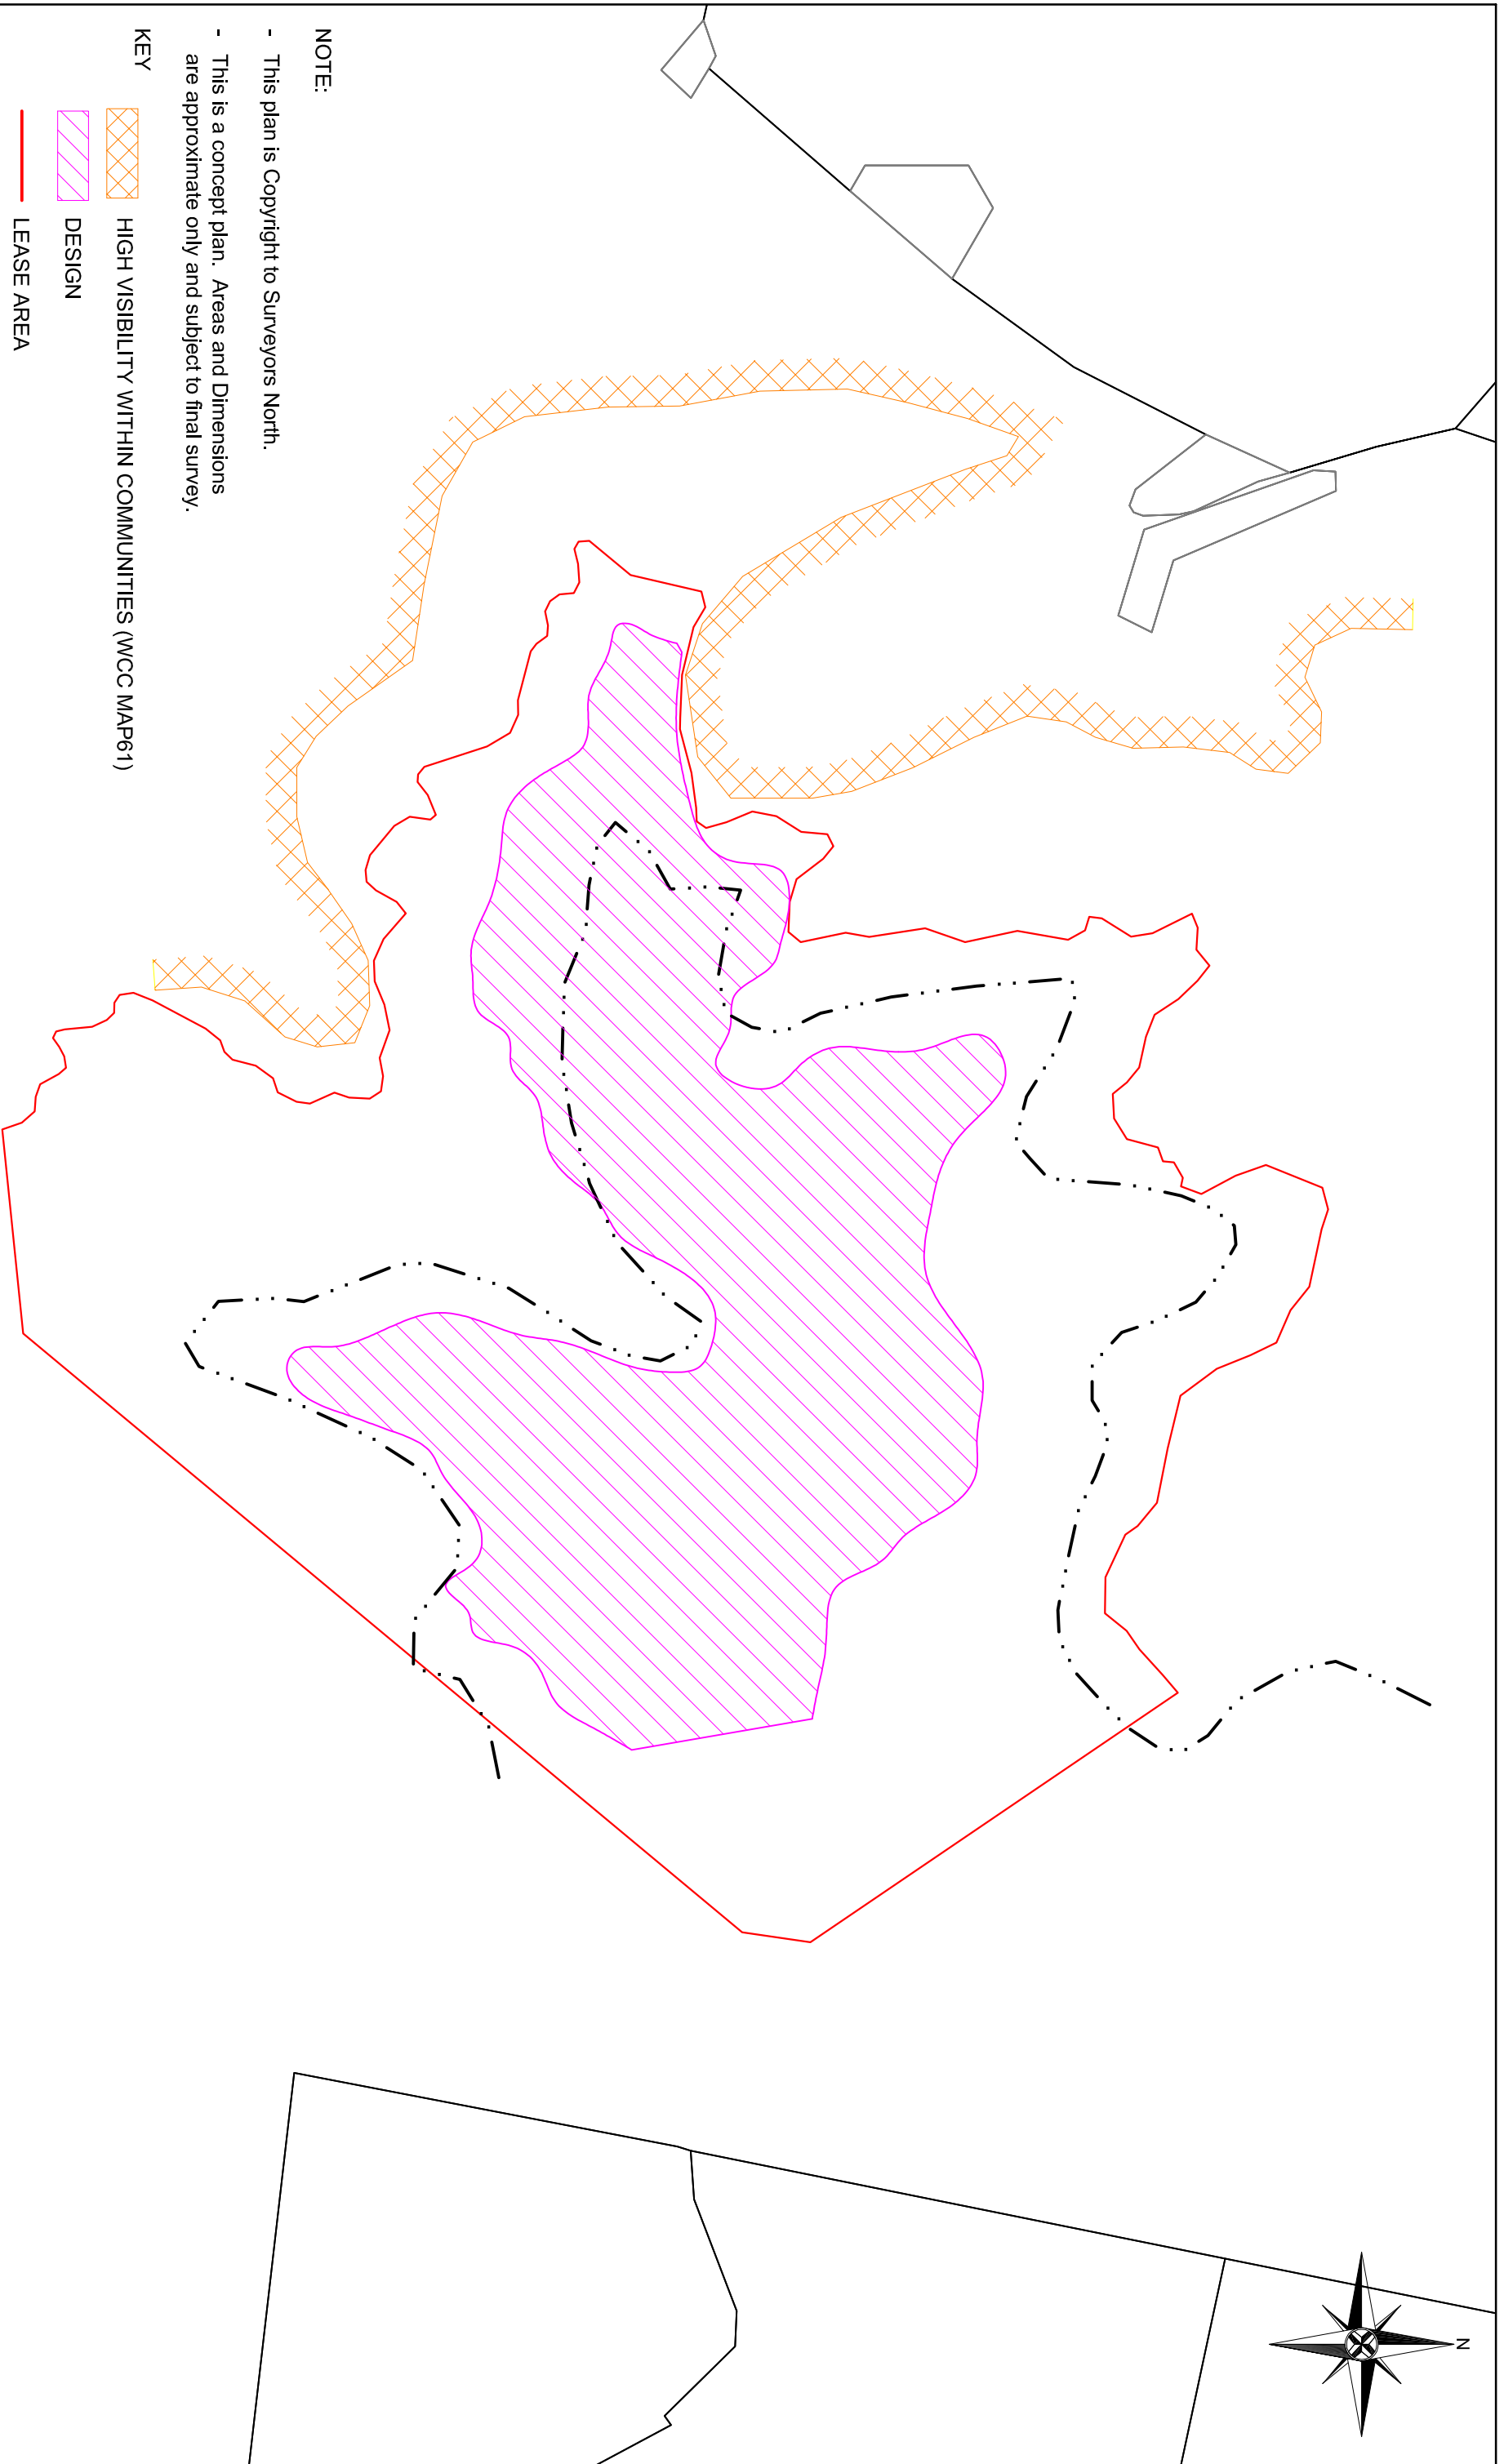 NOTE:
- This plan is Copyright to Surveyors North.
- This is a concept plan. Areas and Dimensions
are approximate only and subject to final survey.
KEY
HIGH VISIBILITY WITHIN COMMUNITIES (WCC MAP61)
DESIGN
LEASE AREA
N